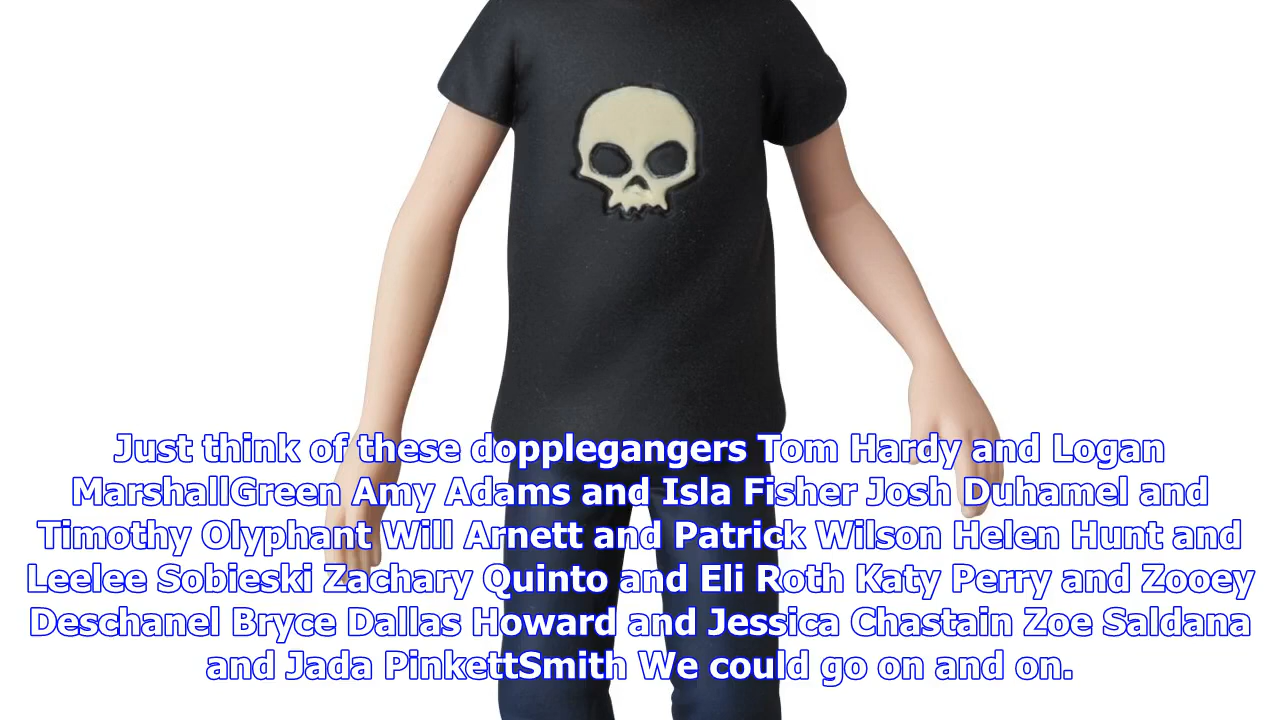 Just think of these dopplegangers Tom Hardy and Logan
MarshallGreen Amy Adams and Isla Fisher Josh Duhamel and
Timothy Olyphant Will Arnett and Patrick Wilson Helen Hunt and
Leelee Sobieski Zachary Quinto and Eli Roth Katy Perry and Zooey
Deschanel Bryce Dallas Howard and Jessica Chastain Zoe Saldana
and Jada PinkettSmith We could go on and on.